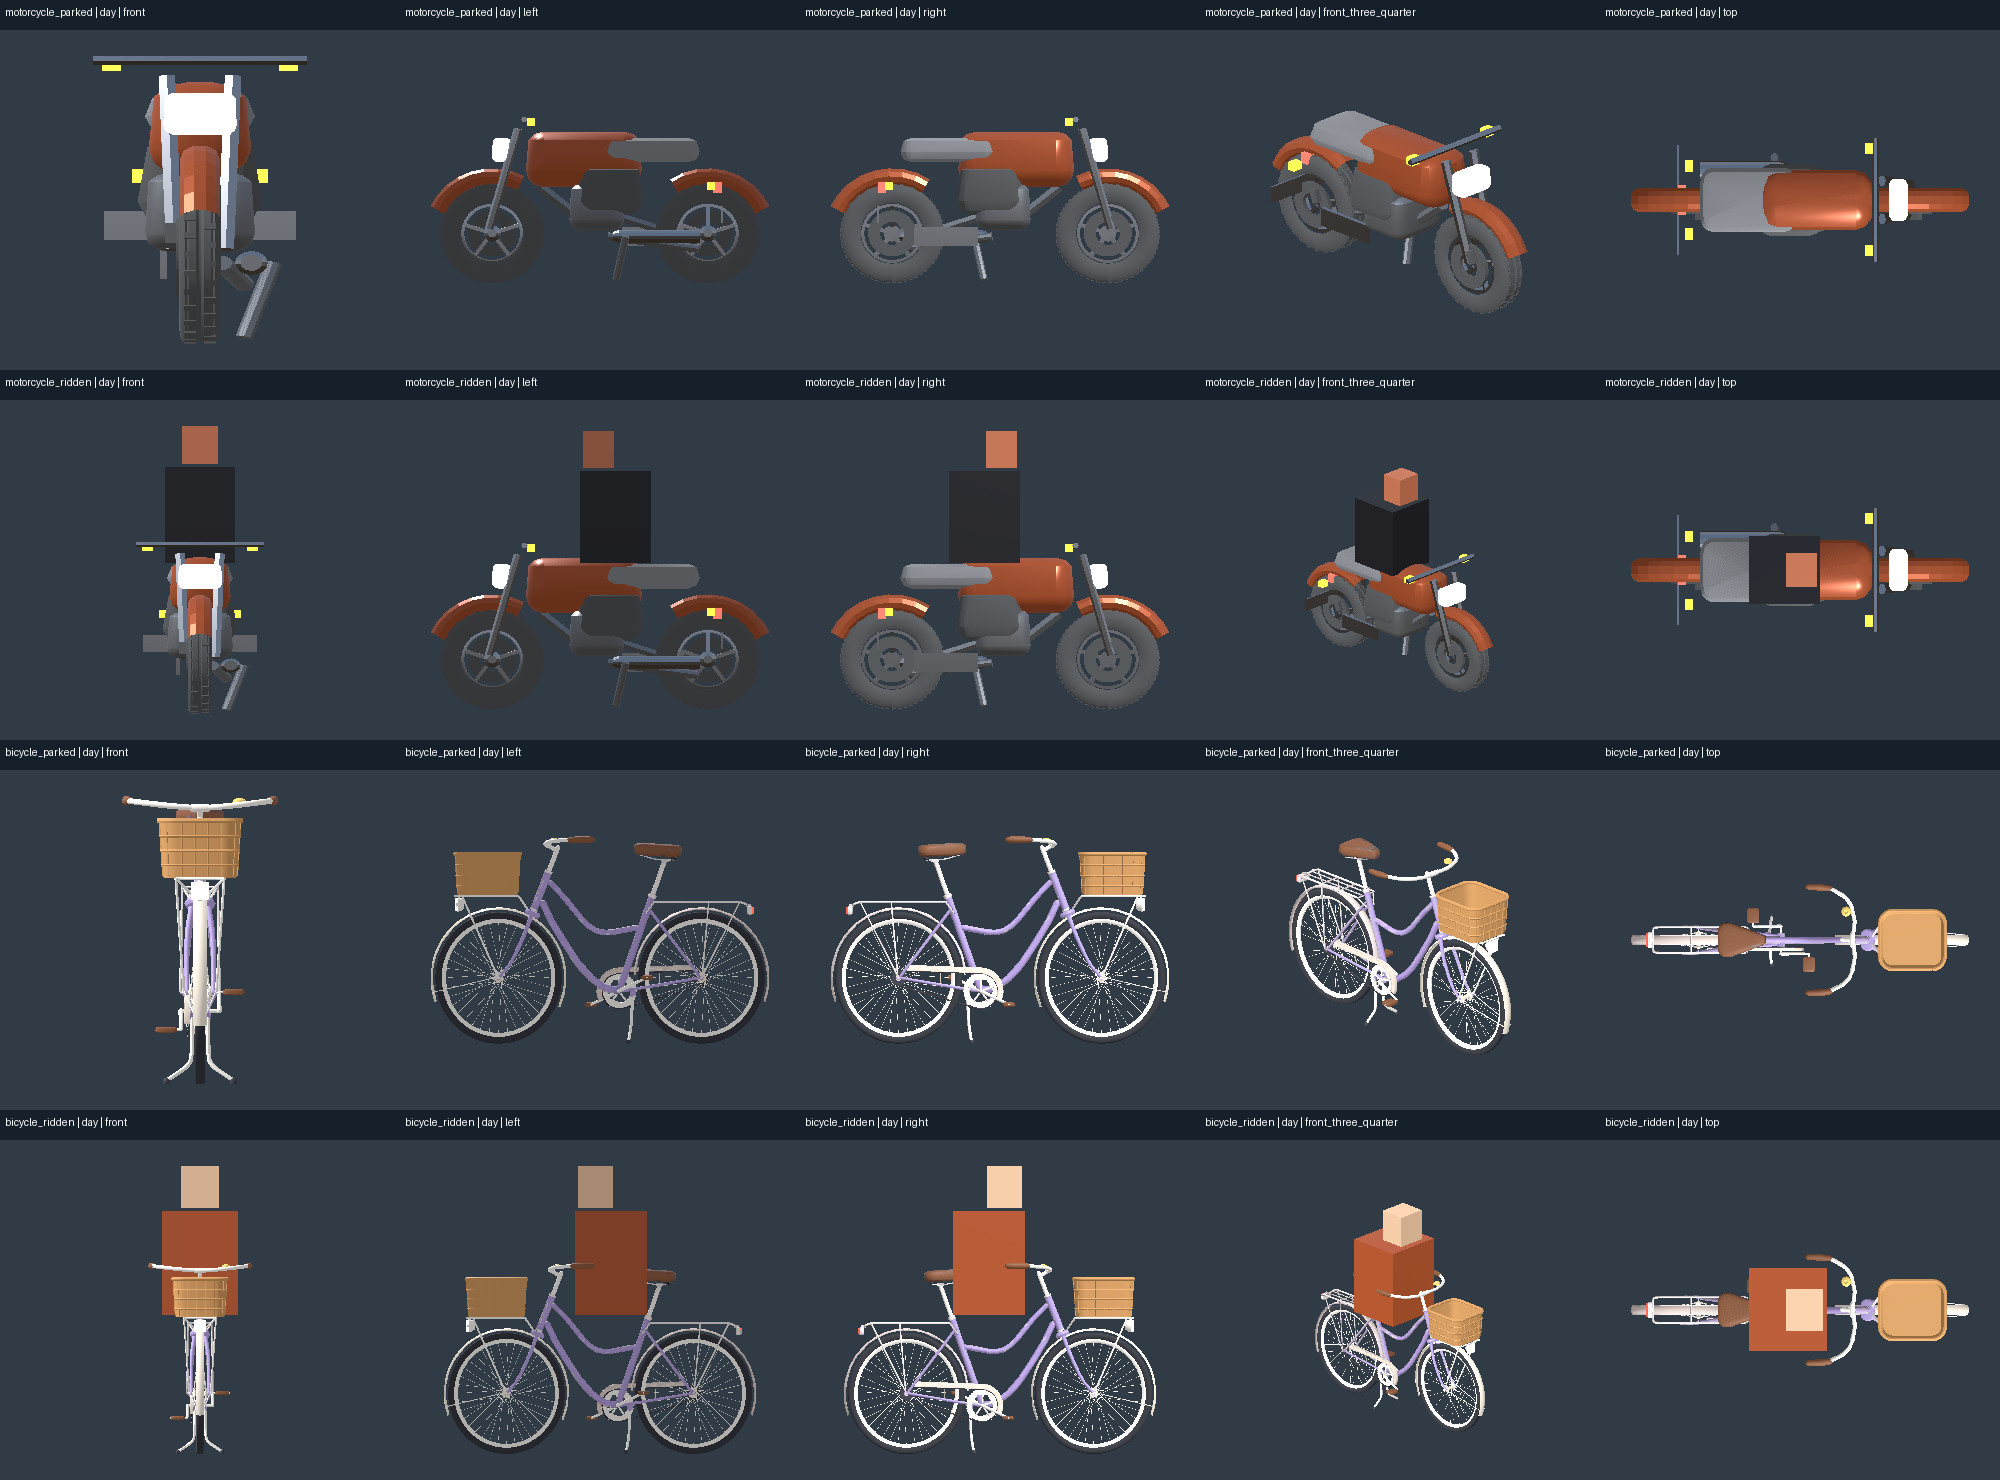 motorcycle_parked | day | front
motorcycle_parked | day | left
motorcycle_parked | day | right
motorcycle_parked | day | front_three_quarter
motorcycle_parked | day | top
motorcycle_ridden | day | front
motorcycle_ridden | day | left
motorcycle_ridden | day | right
motorcycle_ridden | day | front_three_quarter
motorcycle_ridden | day | top
bicycle_parked | day | front
bicycle_parked | day | left
bicycle_parked | day | right
bicycle_parked | day | front_three_quarter
bicycle_parked | day | top
bicycle_ridden | day | front
bicycle_ridden | day | left
bicycle_ridden | day | right
bicycle_ridden | day | front_three_quarter
bicycle_ridden | day | top